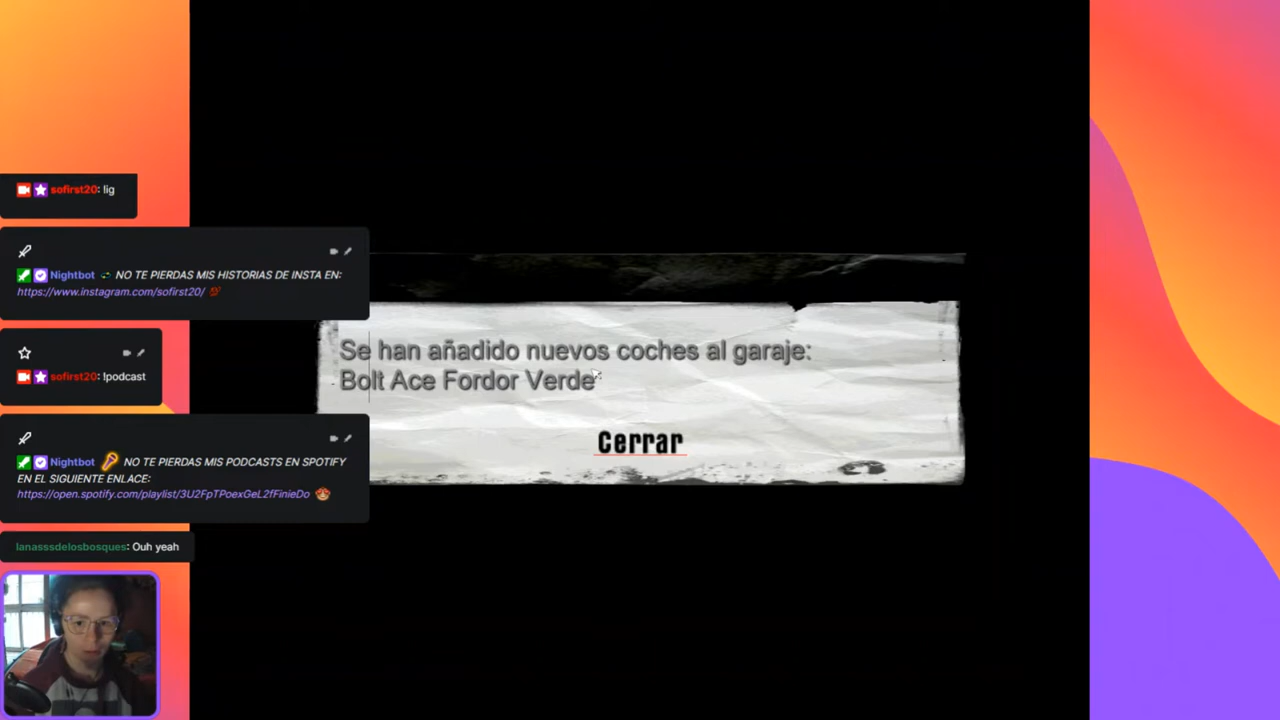 sofirst20: lig
Nightbot NO TE PIERDAS MIS HISTORIAS DE INSTA EN:
https://www.instagram.com/sofirst20/
sofirst20: !podcast
Nightbot NO TE PIERDAS MIS PODCASTS EN SPOTIFY
EN EL SIGUIENTE ENLACE:
https://open.spotify.com/playlist/3U2FpTPoexGeL2fFinieDo
lanasssdelosbosques: Ouh yeah
Se han añadido nuevos coches al garaje:
Bolt Ace Fordor Verde
Cerrar